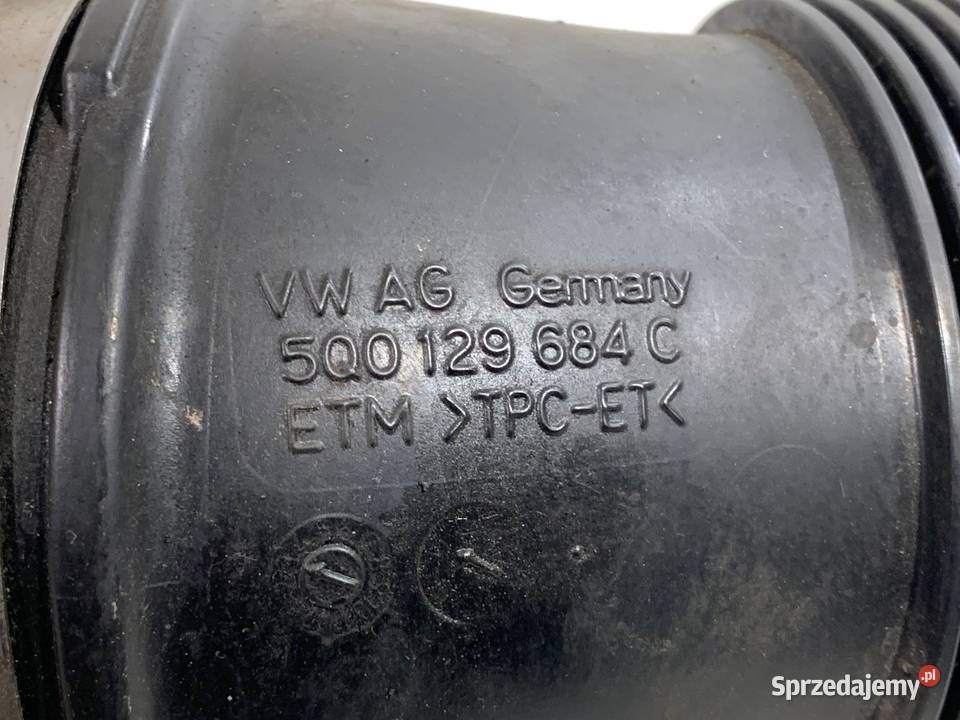 VW AG Germany
5Q0 129 684 C
ETM >TPC-ET<
Sprzedajemy.pl